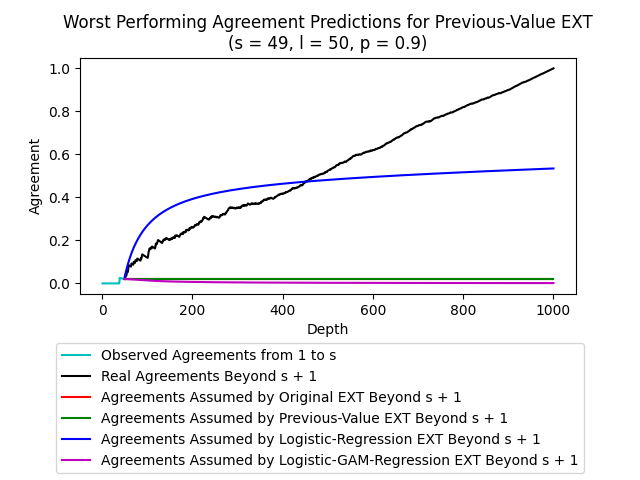 Worst Performing Agreement Predictions for Previous-Value EXT
(s = 49, l = 50, p = 0.9)
1.0
0.8
0.6
0.4
0.2
0.0
Agreement
0 200 400 600 800 1000
Depth
Observed Agreements from 1 to s
Real Agreements Beyond s + 1
Agreements Assumed by Original EXT Beyond s + 1
Agreements Assumed by Previous-Value EXT Beyond s + 1
Agreements Assumed by Logistic-Regression EXT Beyond s + 1
Agreements Assumed by Logistic-GAM-Regression EXT Beyond s + 1